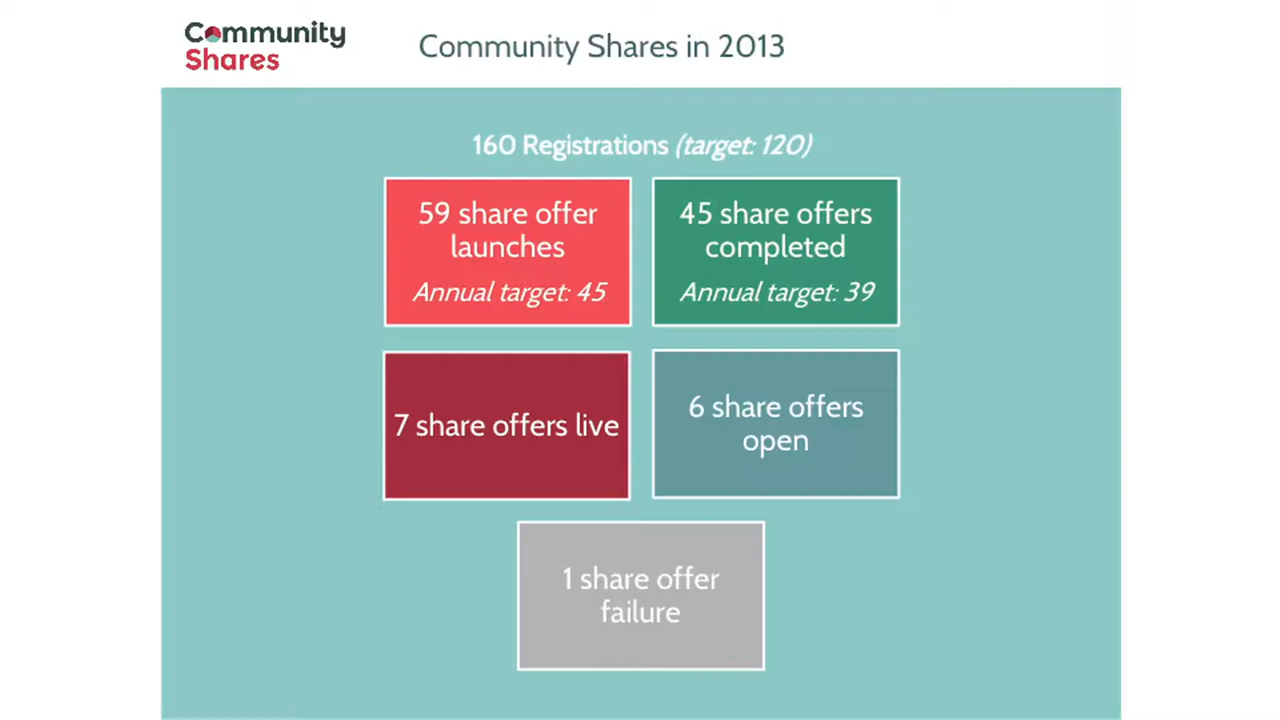 Community
Shares
Community Shares in 2013
160 Registrations (target: 120)
59 share offer
launches
Annual target: 45
45 share offers
completed
Annual target: 39
7 share offers live
6 share offers
open
1 share offer
failure